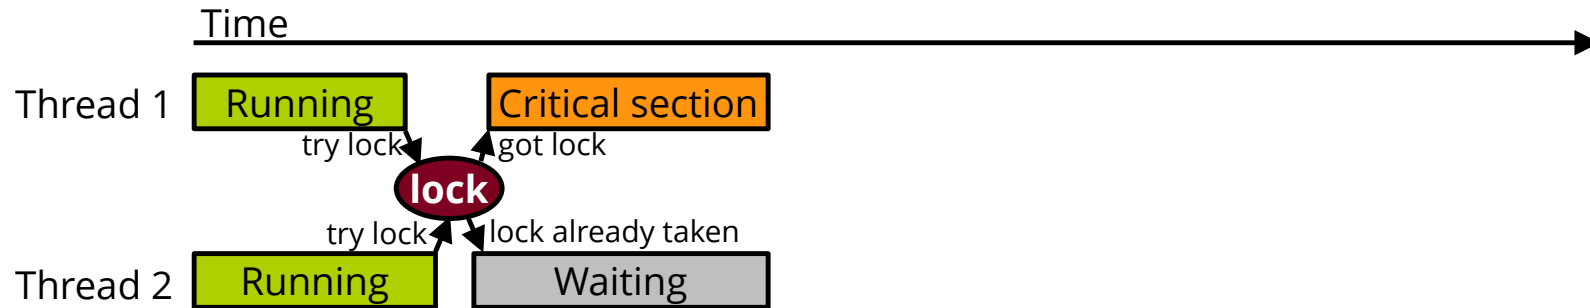 Time
Thread 1
Running
Critical section
try lock
got lock
lock
try lock
lock already taken
Thread 2
Running
Waiting